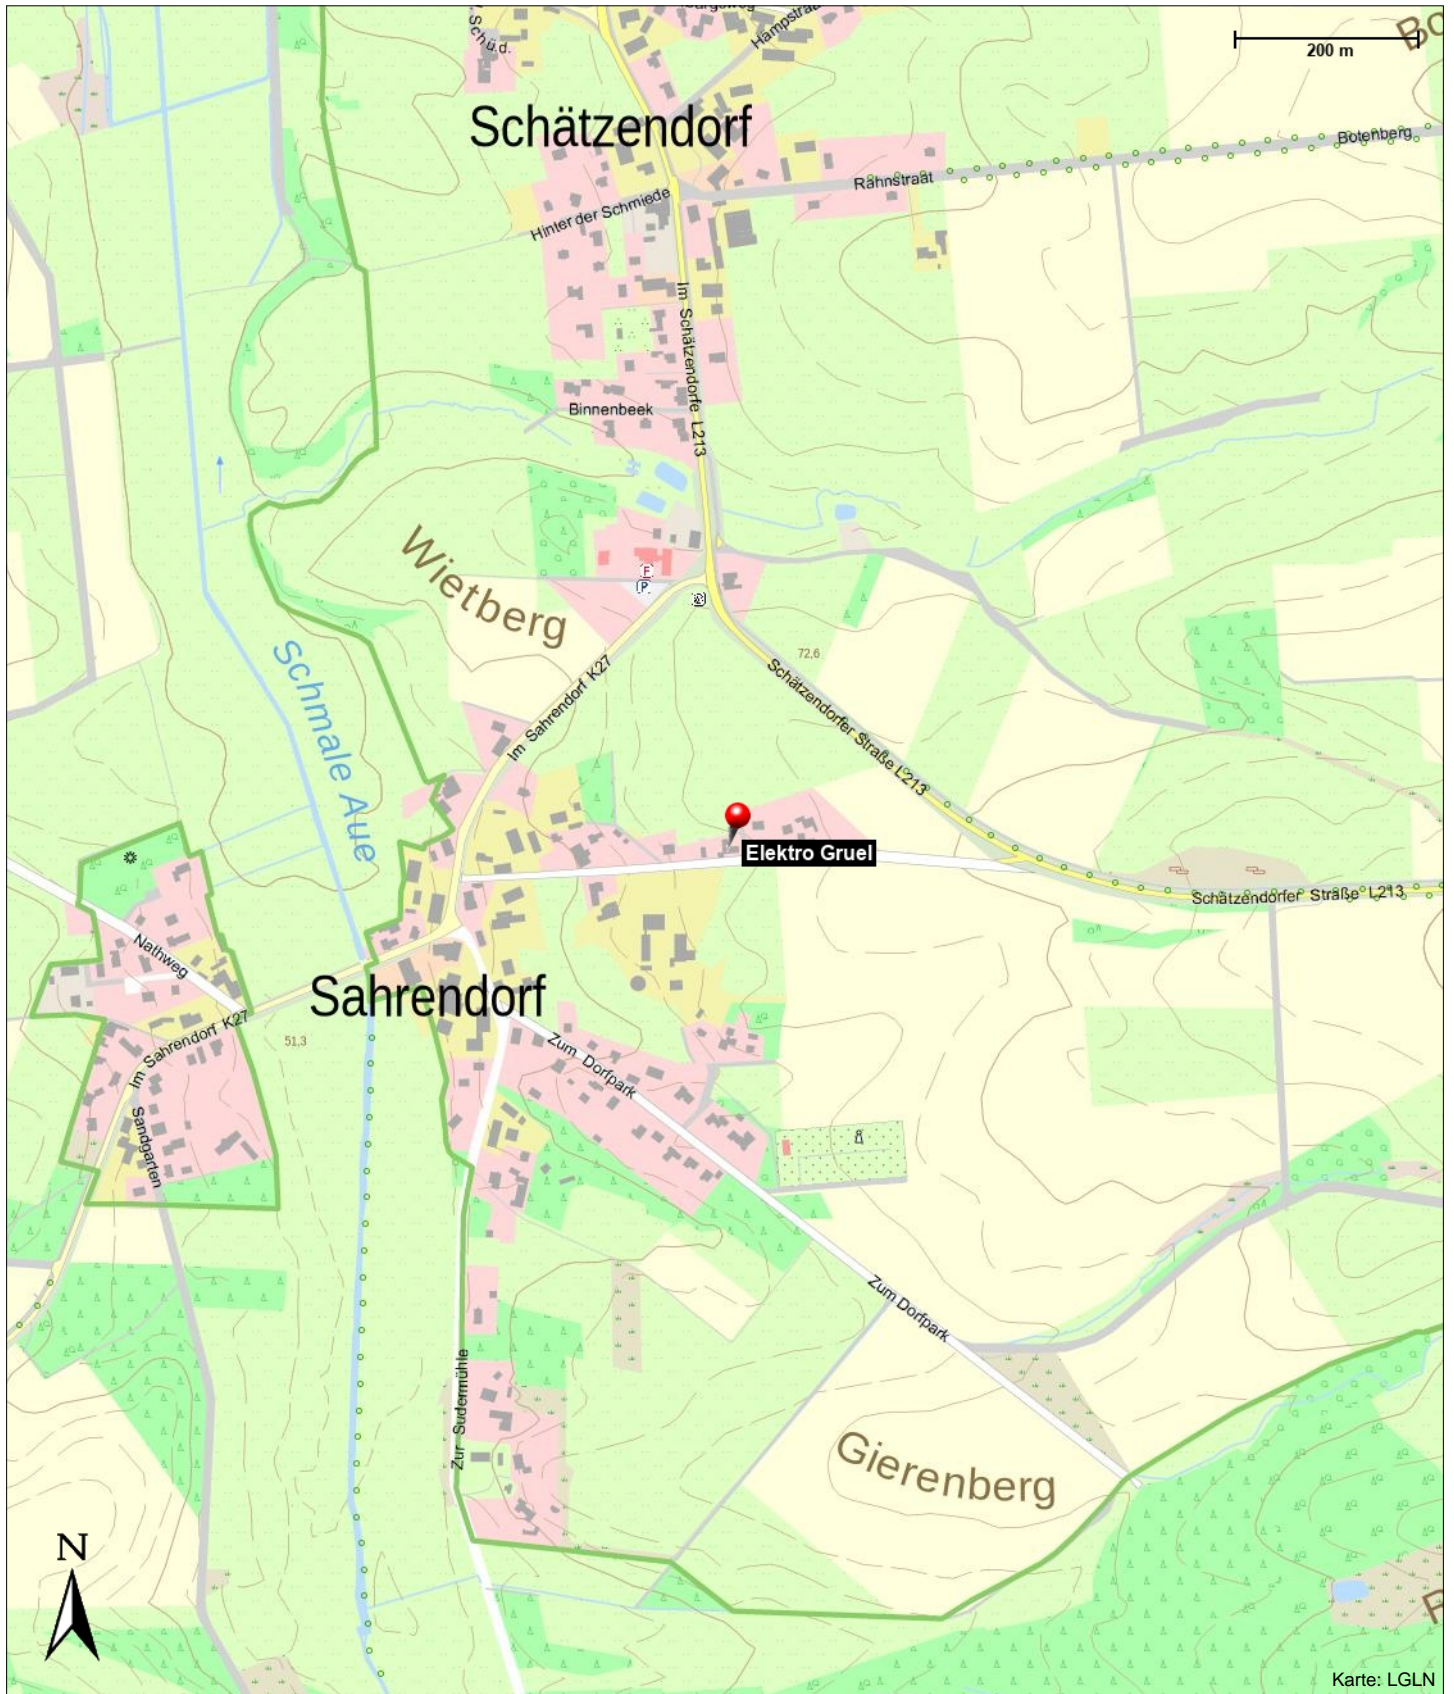 Hampstraat
Schüd.
200 m
Schätzendorf
Botenberg
Rähnstraat
Hinter der Schmiede
Im Schätzendorfe L213
Binnenbeek
Wietberg
F
P
72,6
Im Sahrendorf K27
Schätzendorfer Straße L213
Schmale Aue
Elektro Gruel
Schätzendorfer Straße L213
Nathweg
Sahrendorf
Im Sahrendorf K27
51,3
Zum Dorfpark
Sandgarten
Zum Dorfpark
Zur Sudermühle
Gierenberg
N
Karte: LGLN